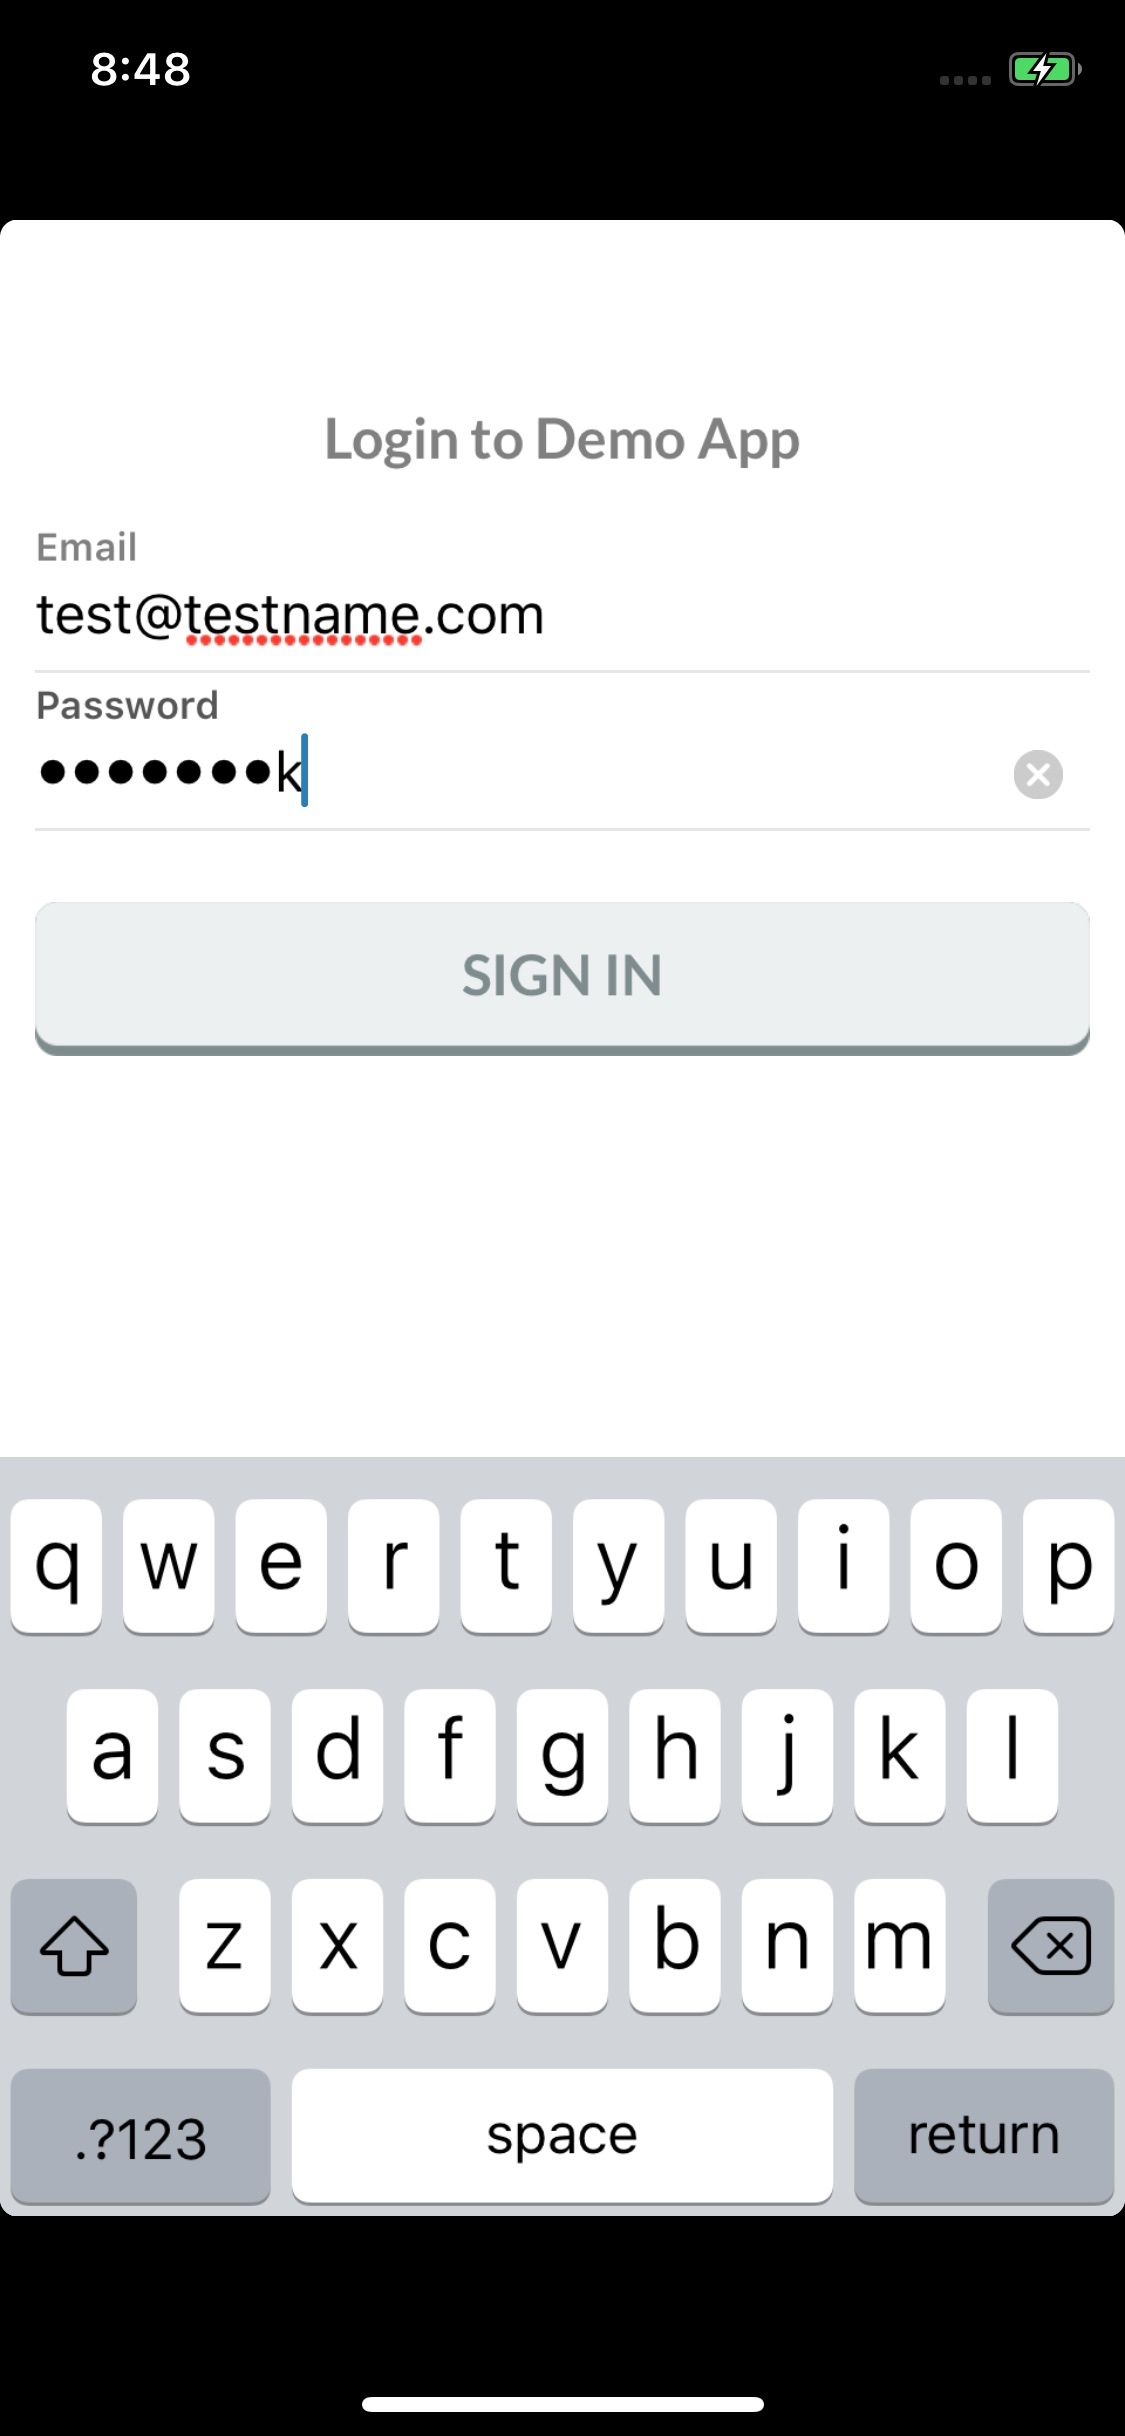 8:48
Login to Demo App
Email
test@testname.com
Password
•••••••k
SIGN IN
q w e r t y u i o p
a s d f g h j k l
z x c v b n m
.?123 space return